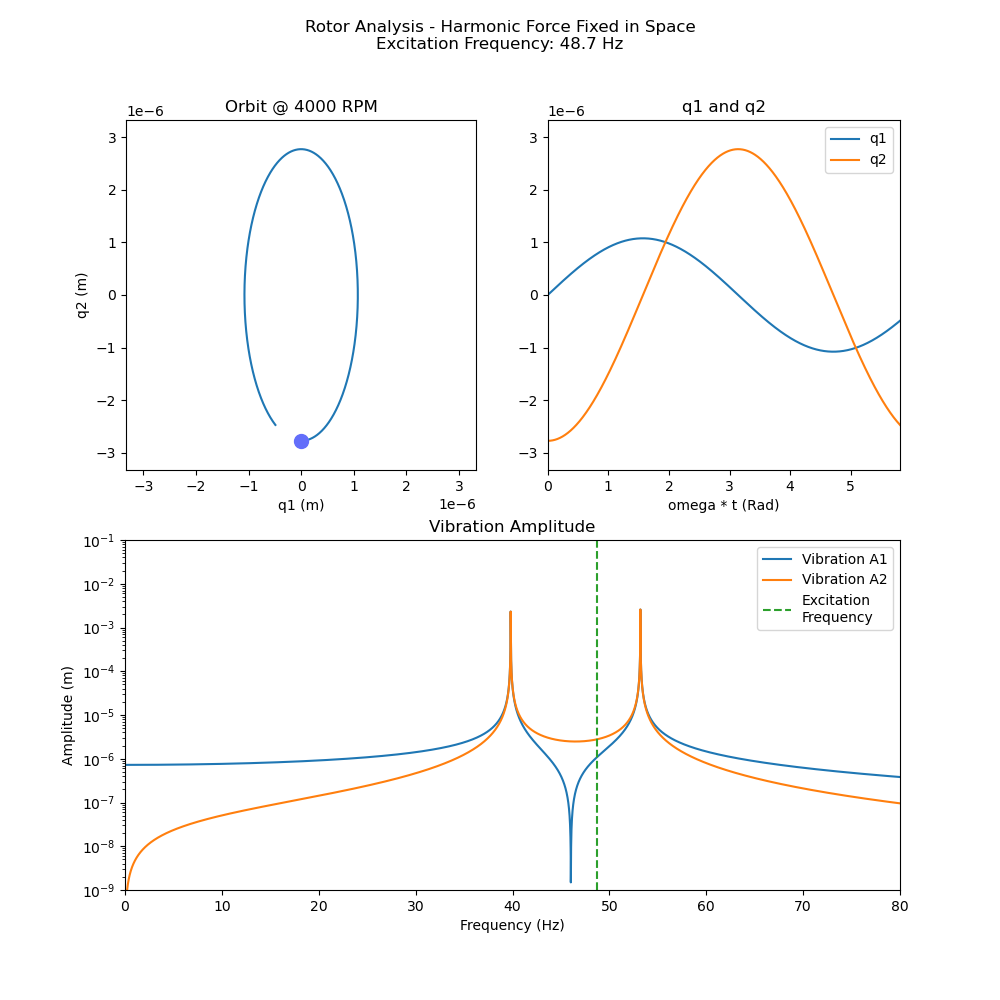 Rotor Analysis - Harmonic Force Fixed in Space
Excitation Frequency: 48.7 Hz
Orbit @ 4000 RPM
1e−6
3
2
1
0
−1
−2
−3
q2 (m)
−3 −2 −1 0 1 2 3
1e−6
q1 (m)
q1 and q2
1e−6
q1
q2
3
2
1
0
−1
−2
−3
0 1 2 3 4 5
omega * t (Rad)
Vibration Amplitude
Vibration A1
Vibration A2
Excitation
Frequency
10⁻¹
10⁻²
10⁻³
10⁻⁴
10⁻⁵
10⁻⁶
10⁻⁷
10⁻⁸
10⁻⁹
Amplitude (m)
0 10 20 30 40 50 60 70 80
Frequency (Hz)